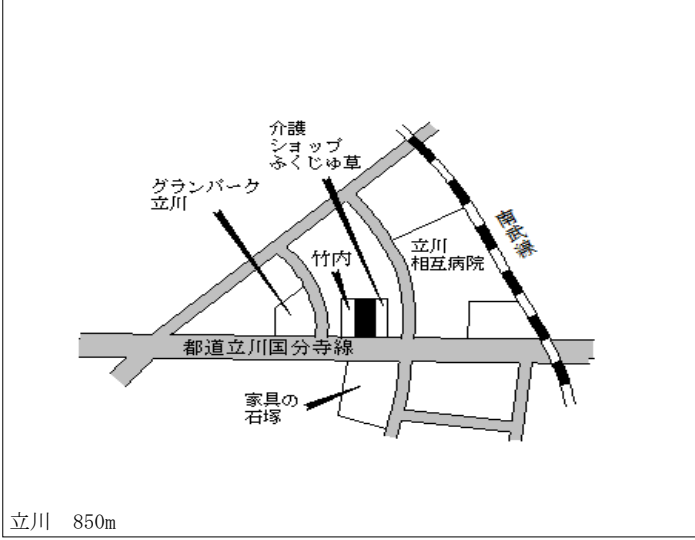 介護
ショップ
ふくじゅ草
グランパーク
立川
竹内
立川
相互病院
南武線
都道立川国分寺線
家具の
石塚
立川 850m